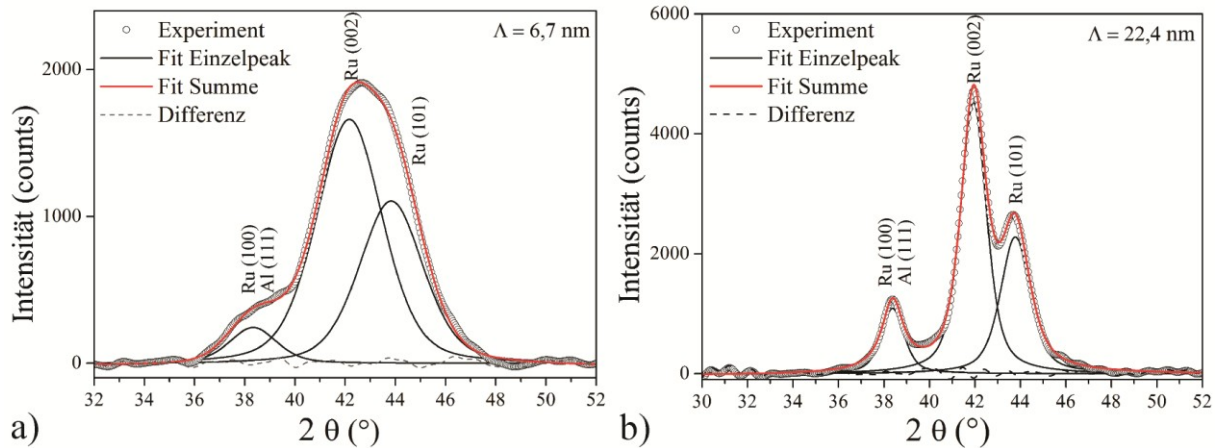 Experiment
Fit Einzelpeak
Fit Summe
Differenz
Λ = 6,7 nm
Ru (002)
Ru (101)
Ru (100)
Al (111)
Intensität (counts)
2000
1000
0
32 34 36 38 40 42 44 46 48 50 52
2 θ (°)
a)
Experiment
Fit Einzelpeak
Fit Summe
Differenz
Λ = 22,4 nm
Ru (002)
Ru (101)
Ru (100)
Al (111)
Intensität (counts)
6000
4000
2000
0
30 32 34 36 38 40 42 44 46 48 50 52
2 θ (°)
b)